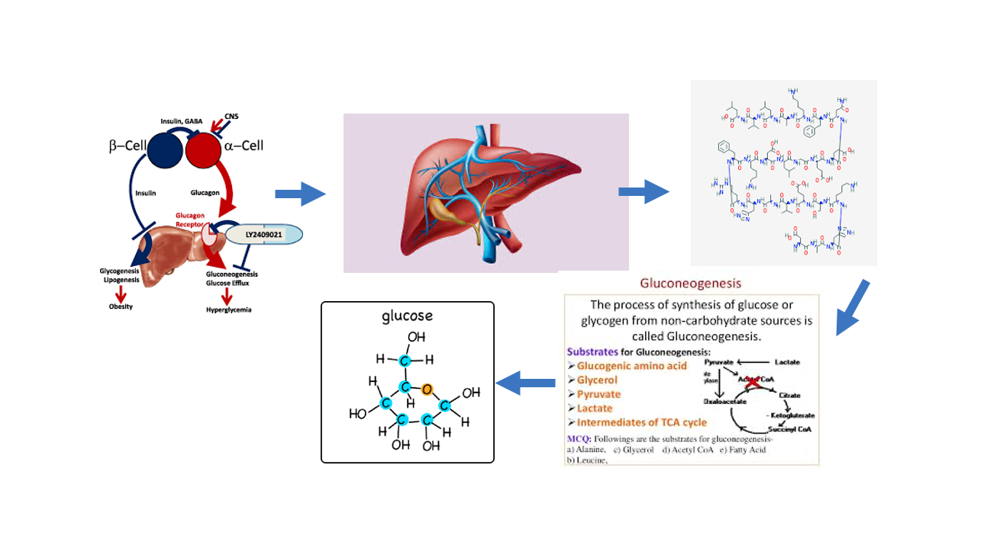 CNS
Insulin, GABA
β-Cell
α-Cell
Insulin
Glucagon
Glucagon
Receptor
LY2409021
Glycogenesis
Lipogenesis
Gluconeogenesis
Glucose Efflux
Obesity
Hyperglycemia
Gluconeogenesis
The process of synthesis of glucose or
glycogen from non-carbohydrate sources is
called Gluconeogenesis.
Substrates for Gluconeogenesis:
Glucogenic amino acid
Glycerol
Pyruvate
Lactate
Intermediates of TCA cycle
Pyruvate
Lactate
CoA
Oxaloacetate
Citrate
- Ketogluterate
Succinyl CoA
MCQ: Followings are the substrates for gluconeogenesis-
a) Alanine, c) Glycerol d) Acetyl CoA e) Fatty Acid
b) Leucine,
glucose
OH
H C H
H C O OH
H
C C
HO C C H
H H
OH OH